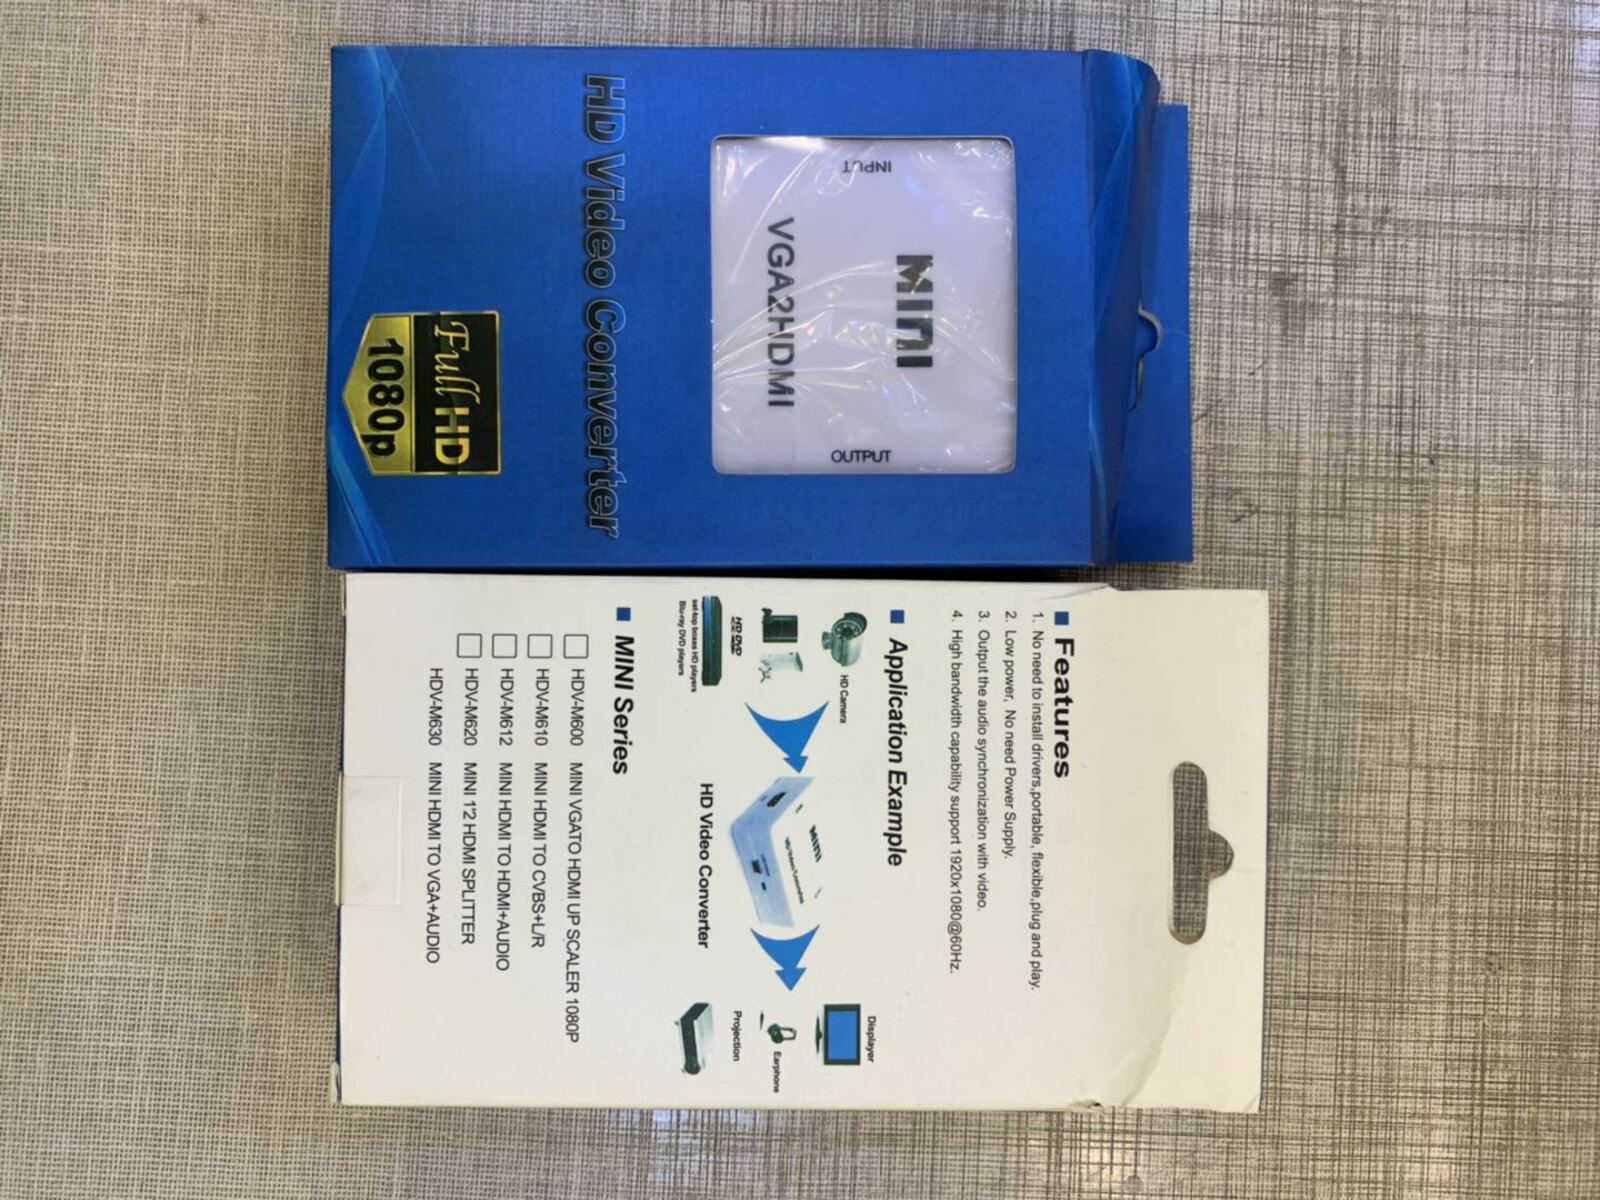 INPUT
MINI
VGA2HDMI
OUTPUT
HD Video Converter
Full HD
1080p
Features
1. No need to install drivers,portable, flexible,plug and play.
2. Low power, No need Power Supply.
3. Output the audio synchronization with video.
4. High bandwidth capability support 1920x1080@60Hz.
Application Example
HD Camera
HD DVD
set-top boxes HD players
Blu-ray DVD players
MINI
HD Video Converter
Displayer
Earphone
Projection
MINI Series
HDV-M600 MINI VGATO HDMI UP SCALER 1080P
HDV-M610 MINI HDMI TO CVBS+L/R
HDV-M612 MINI HDMI TO HDMI+AUDIO
HDV-M620 MINI 1'2 HDMI SPLITTER
HDV-M630 MINI HDMI TO VGA+AUDIO